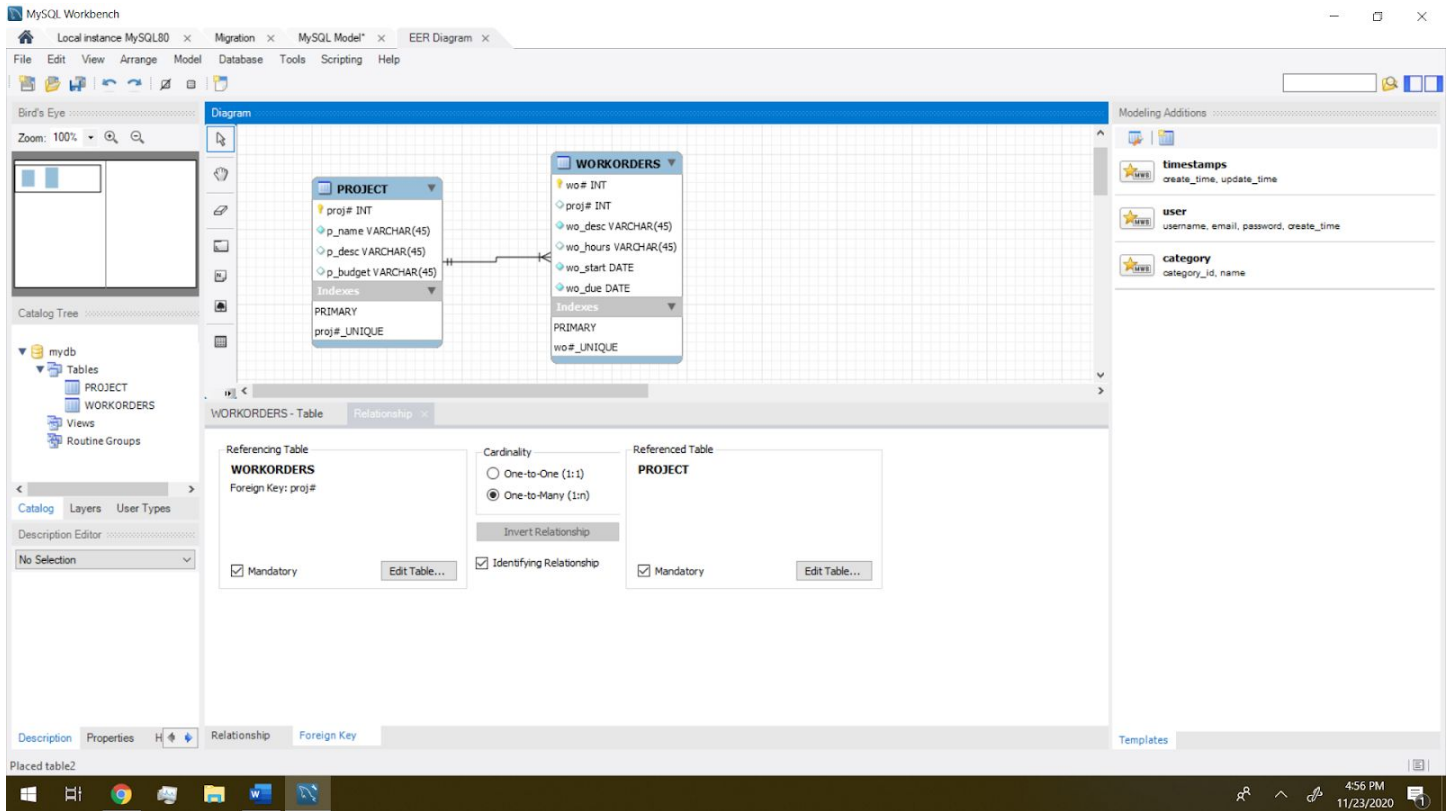 MySQL Workbench
Local instance MySQL80 × Migration × MySQL Model* × EER Diagram ×
File Edit View Arrange Model Database Tools Scripting Help
Bird's Eye
Zoom: 100%
Diagram
Modeling Additions
timestamps
create_time, update_time
user
username, email, password, create_time
category
category_id, name
PROJECT
proj# INT
p_name VARCHAR(45)
p_desc VARCHAR(45)
p_budget VARCHAR(45)
Indexes
PRIMARY
proj#_UNIQUE
WORKORDERS
wo# INT
proj# INT
wo_desc VARCHAR(45)
wo_hours VARCHAR(45)
wo_start DATE
wo_due DATE
Indexes
PRIMARY
wo#_UNIQUE
Catalog Tree
mydb
Tables
PROJECT
WORKORDERS
Views
Routine Groups
Catalog Layers User Types
Description Editor
No Selection
WORKORDERS - Table Relationship ×
Referencing Table
WORKORDERS
Foreign Key: proj#
Mandatory
Edit Table...
Cardinality
One-to-One (1:1)
One-to-Many (1:n)
Invert Relationship
Identifying Relationship
Referenced Table
PROJECT
Mandatory
Edit Table...
Description Properties H
Relationship Foreign Key
Templates
Placed table2
4:56 PM
11/23/2020
1